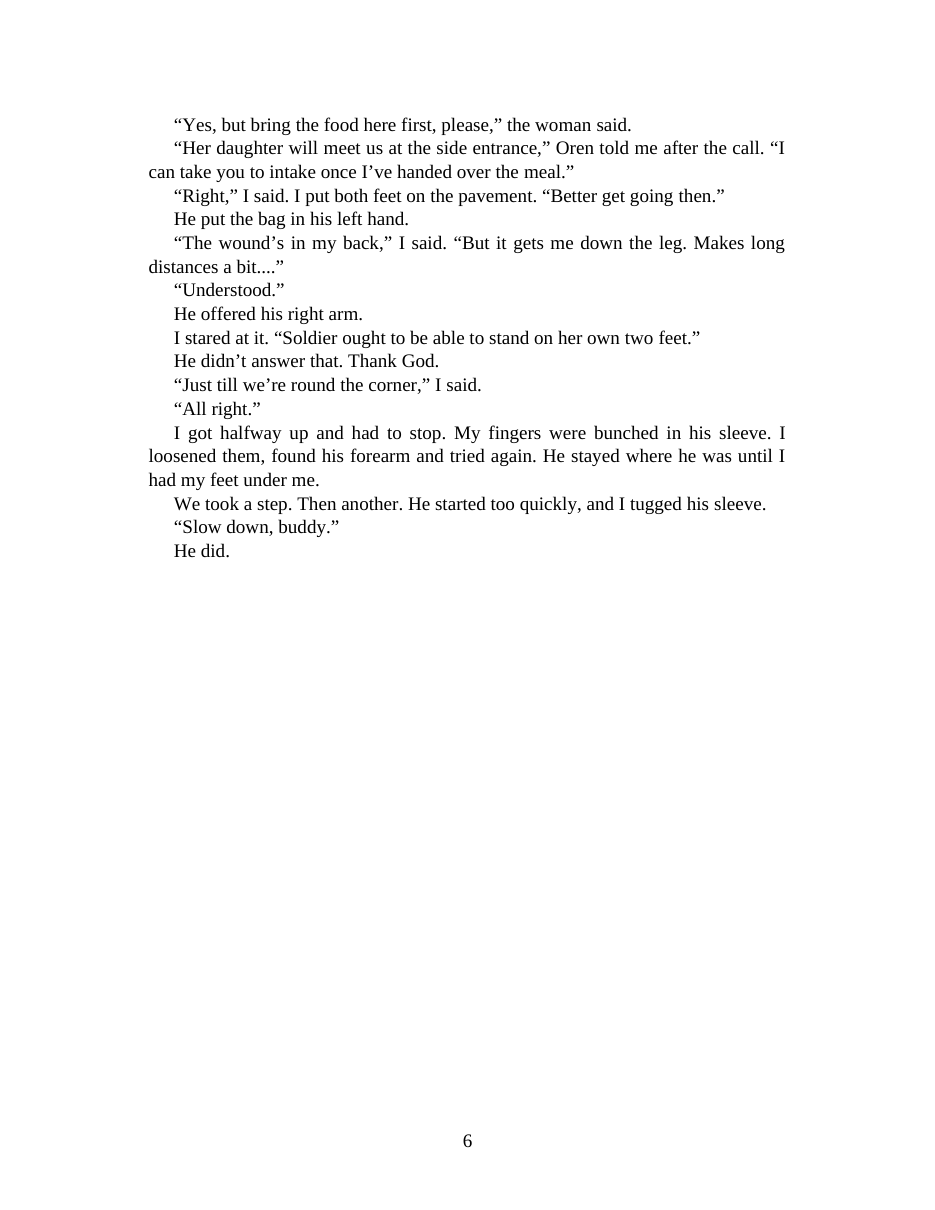 “Yes, but bring the food here first, please,” the woman said.
“Her daughter will meet us at the side entrance,” Oren told me after the call. “I
can take you to intake once I’ve handed over the meal.”
“Right,” I said. I put both feet on the pavement. “Better get going then.”
He put the bag in his left hand.
“The wound’s in my back,” I said. “But it gets me down the leg. Makes long
distances a bit....”
“Understood.”
He offered his right arm.
I stared at it. “Soldier ought to be able to stand on her own two feet.”
He didn’t answer that. Thank God.
“Just till we’re round the corner,” I said.
“All right.”
I got halfway up and had to stop. My fingers were bunched in his sleeve. I
loosened them, found his forearm and tried again. He stayed where he was until I
had my feet under me.
We took a step. Then another. He started too quickly, and I tugged his sleeve.
“Slow down, buddy.”
He did.
6